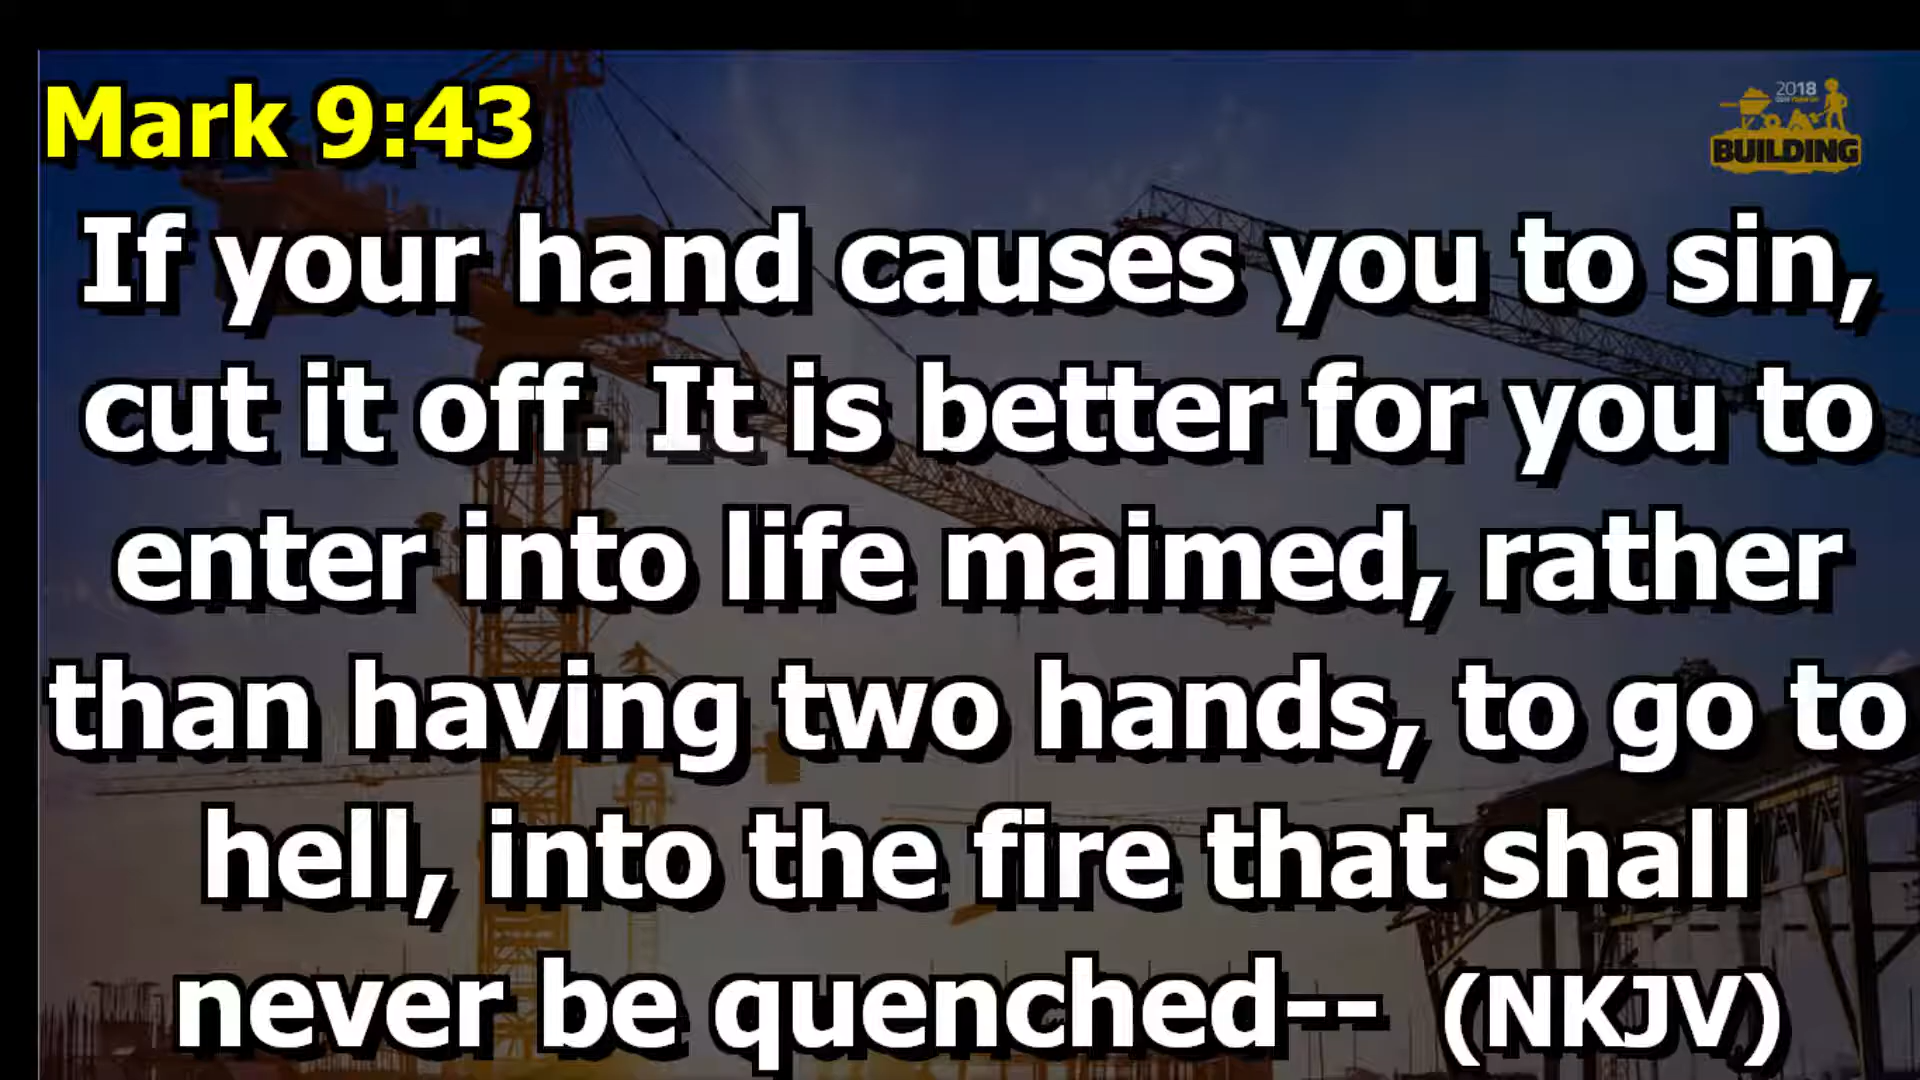 Mark 9:43
2018
BUILDING
If your hand causes you to sin,
cut it off. It is better for you to
enter into life maimed, rather
than having two hands, to go to
hell, into the fire that shall
never be quenched-- (NKJV)